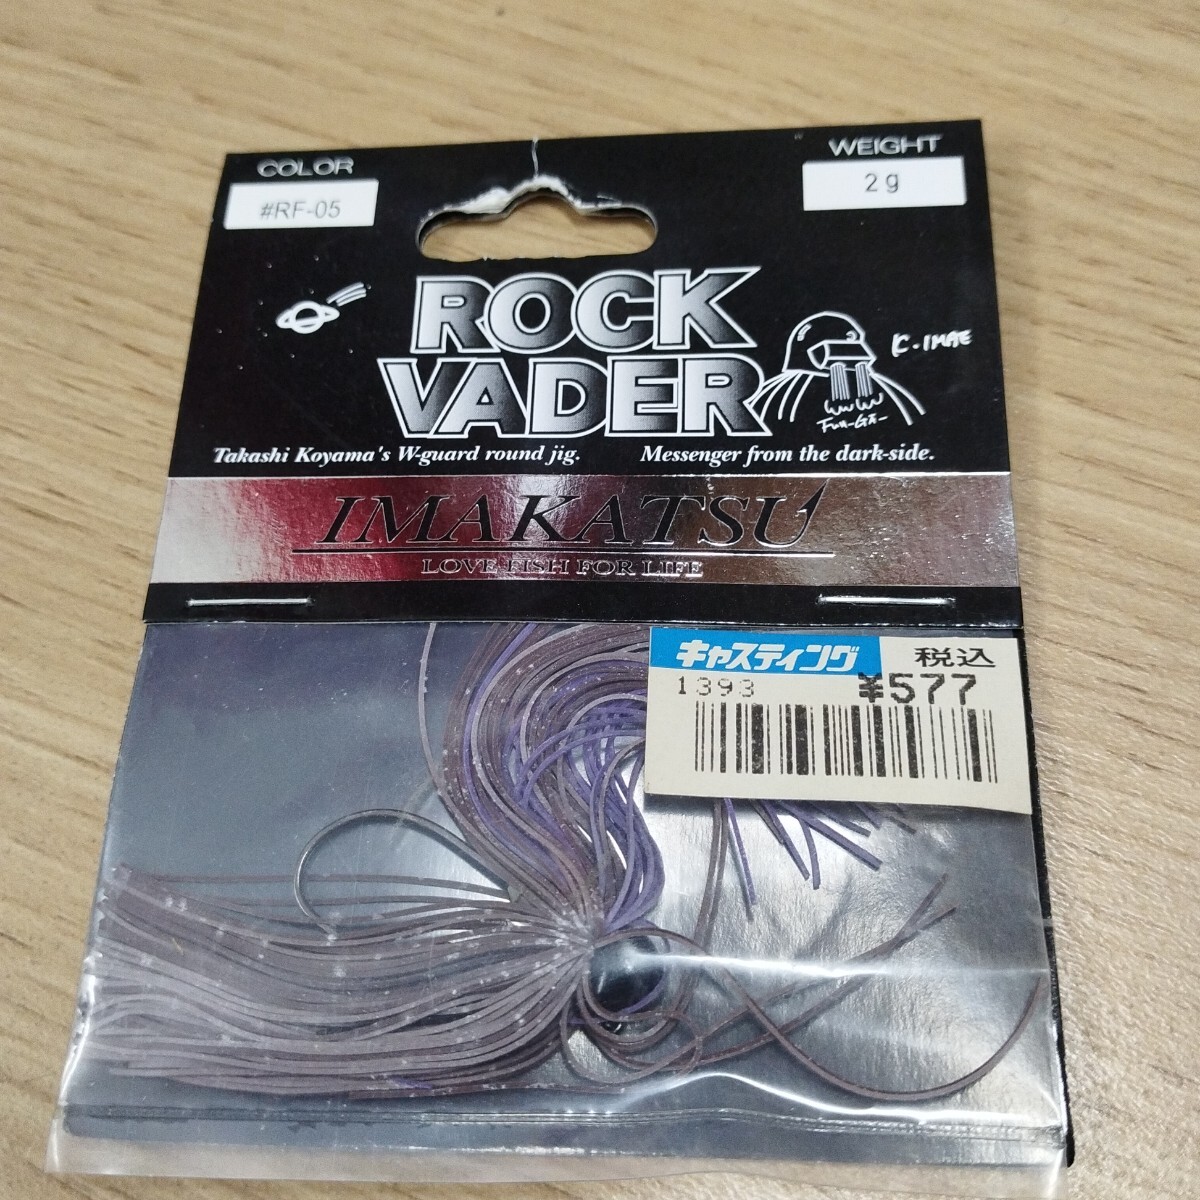 COLOR
#RF-05
WEIGHT
2g
ROCK
VADER
K.IMAE
Takashi Koyama's W-guard round jig.
Messenger from the dark-side.
IMAKATSU
LOVE FISH FOR LIFE
キャスティング 税込
1393 ¥577